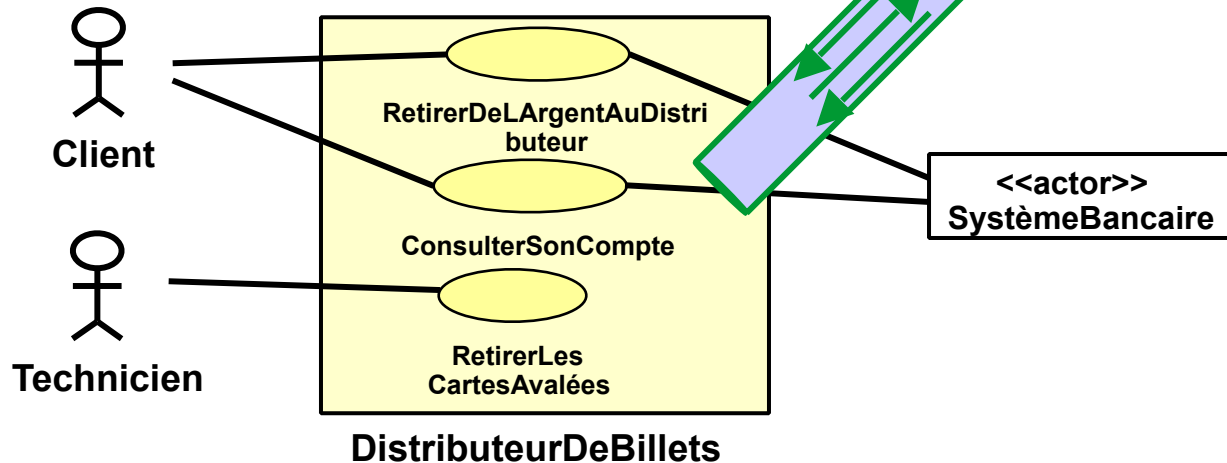 Client
RetirerDeLArgentAuDistri
buteur
<<actor>>
SystèmeBancaire
ConsulterSonCompte
Technicien
RetirerLes
CartesAvalées
DistributeurDeBillets